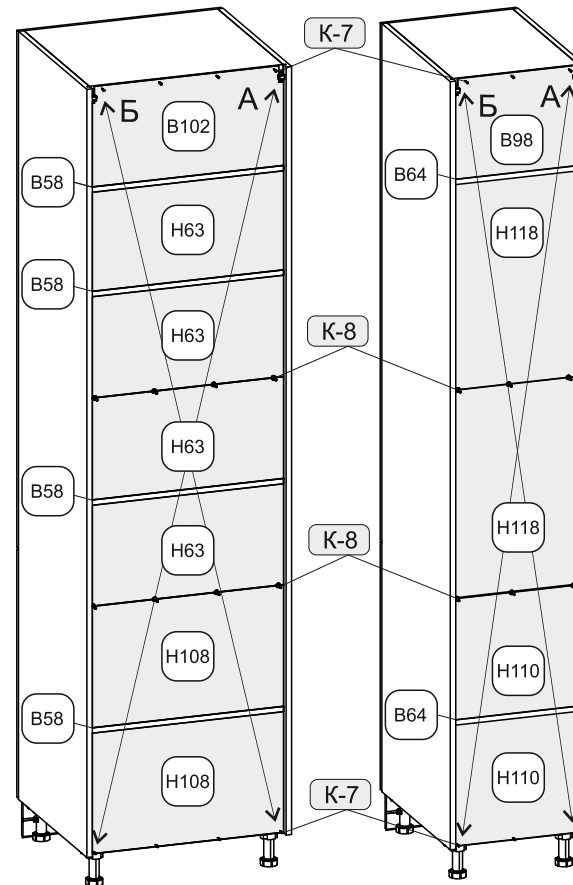 К-7
Б А Б А
В102 В98
В58 В64
Н63 Н118
В58
Н63 К-8
Н63
В58 Н118
Н63 К-8
Н108 Н110
В58 В64
Н108 К-7 Н110